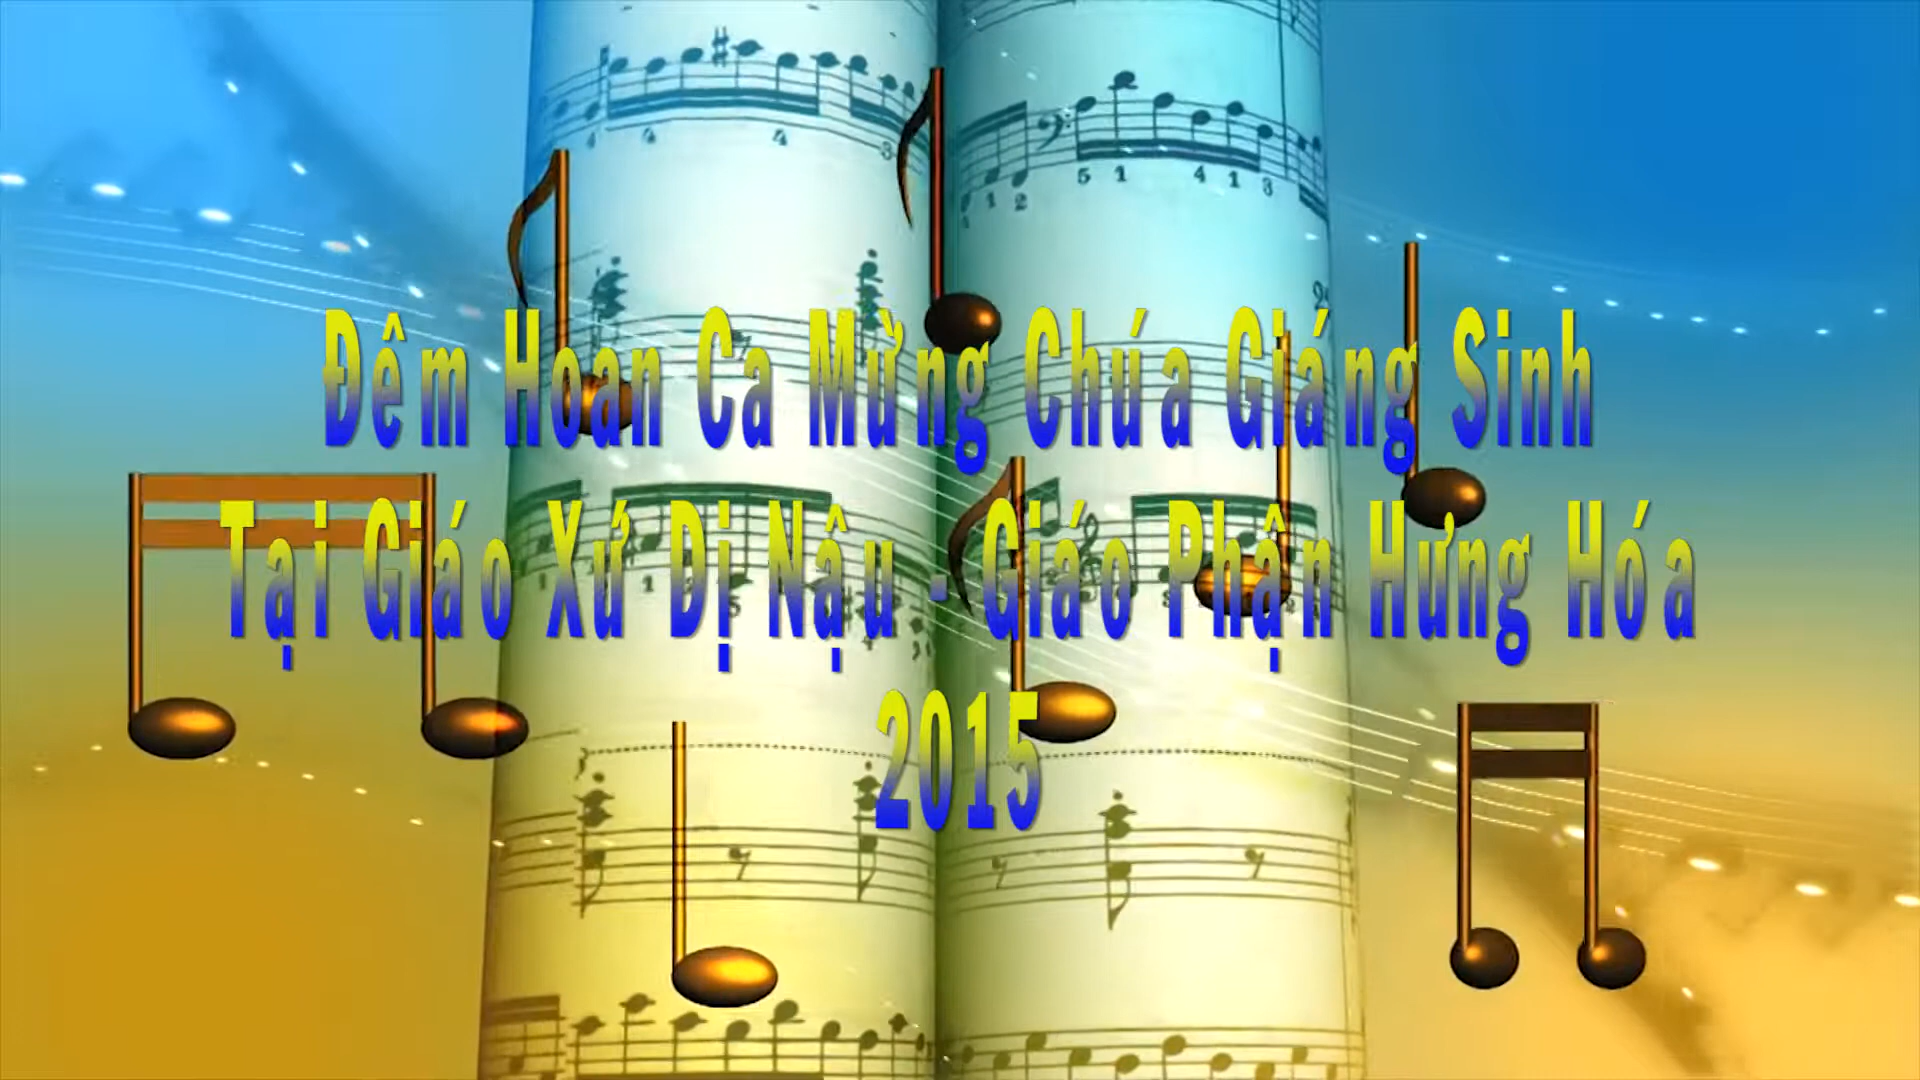 Đêm Hoan Ca Mừng Chúa Giáng Sinh
Tại Giáo Xứ Dị Nậu - Giáo Phận Hưng Hóa
2015